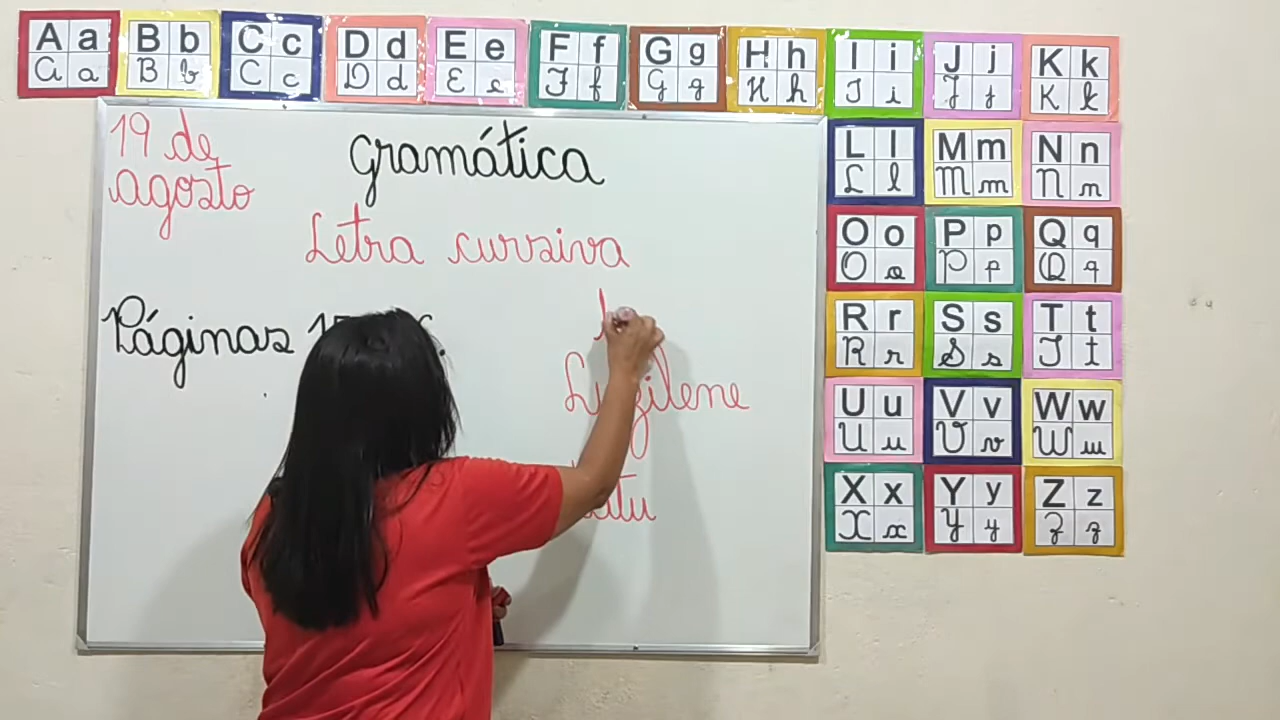 A a B b C c D d E e F f G g H h I i J j K k
A a B b C c D d E e F f G g H h I i J j K k
19 de
agosto
gramática
Letra cursiva
Páginas
Luzilene
L l M m N n
L l M m N n
O o P p Q q
O o P p Q q
R r S s T t
R r S s T t
U u V v W w
U u V v W w
X x Y y Z z
X x Y y Z z